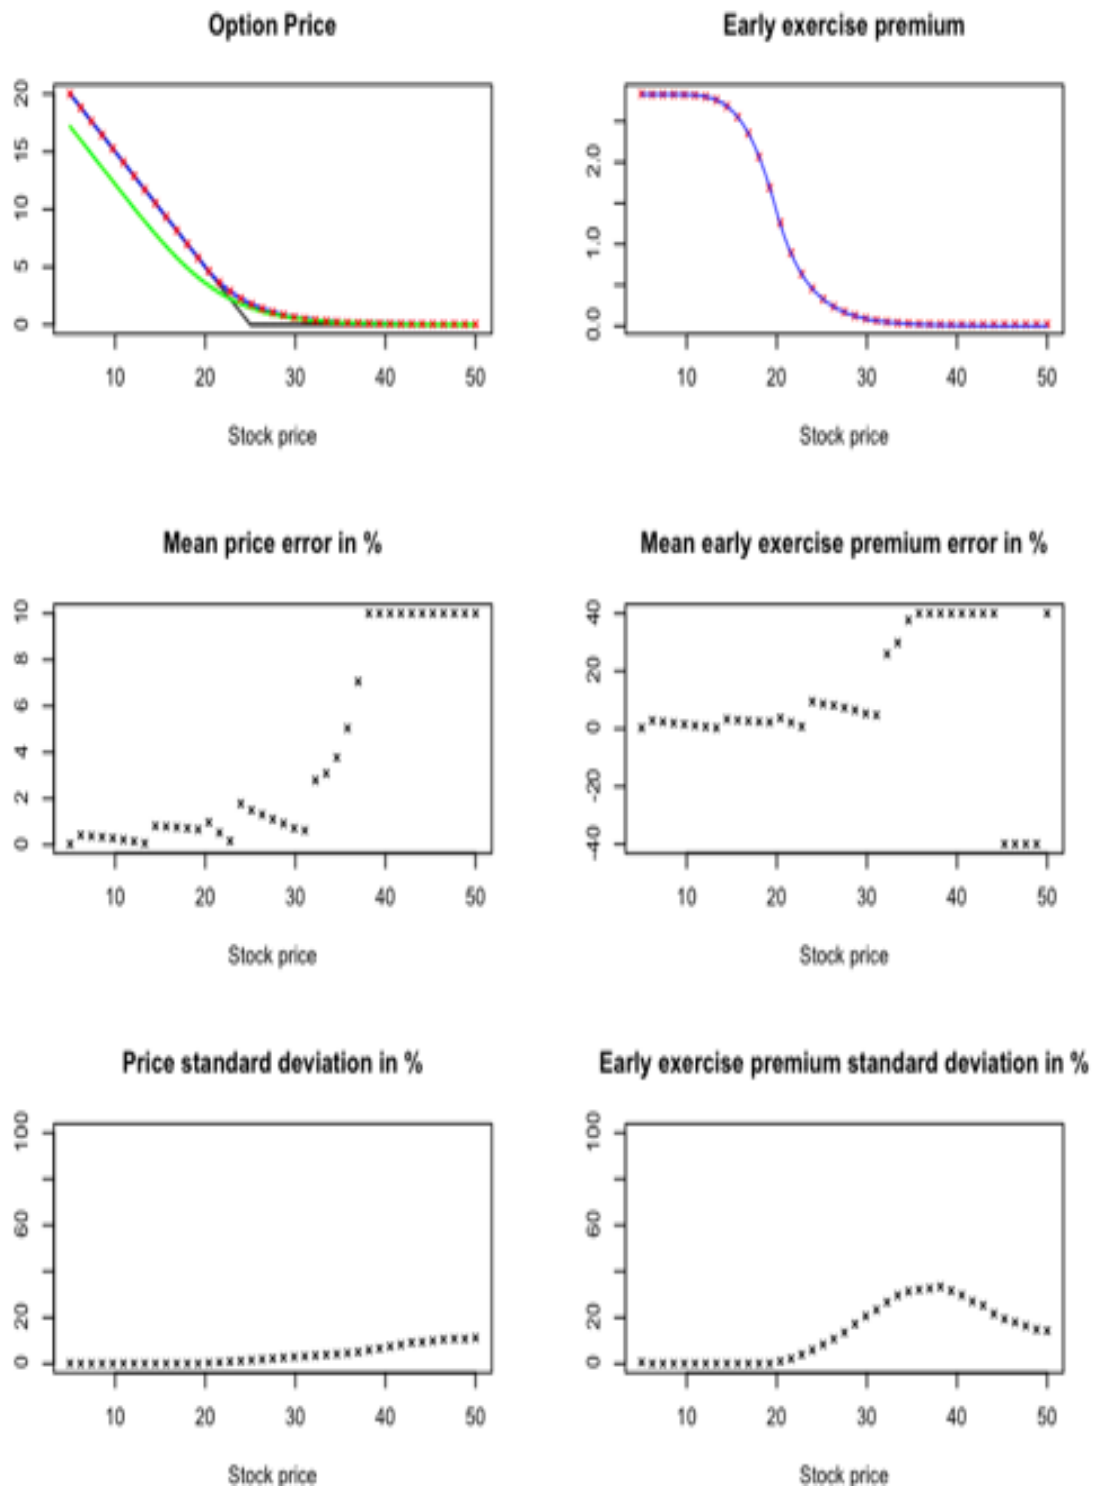 Option Price
Early exercise premium
20
15
10
5
0
10 20 30 40 50
Stock price
2.0
1.0
0.0
10 20 30 40 50
Stock price
Mean price error in %
Mean early exercise premium error in %
10
8
6
4
2
0
10 20 30 40 50
Stock price
40
20
0
-20
-40
10 20 30 40 50
Stock price
Price standard deviation in %
Early exercise premium standard deviation in %
100
60
20
0
10 20 30 40 50
Stock price
100
60
20
0
10 20 30 40 50
Stock price